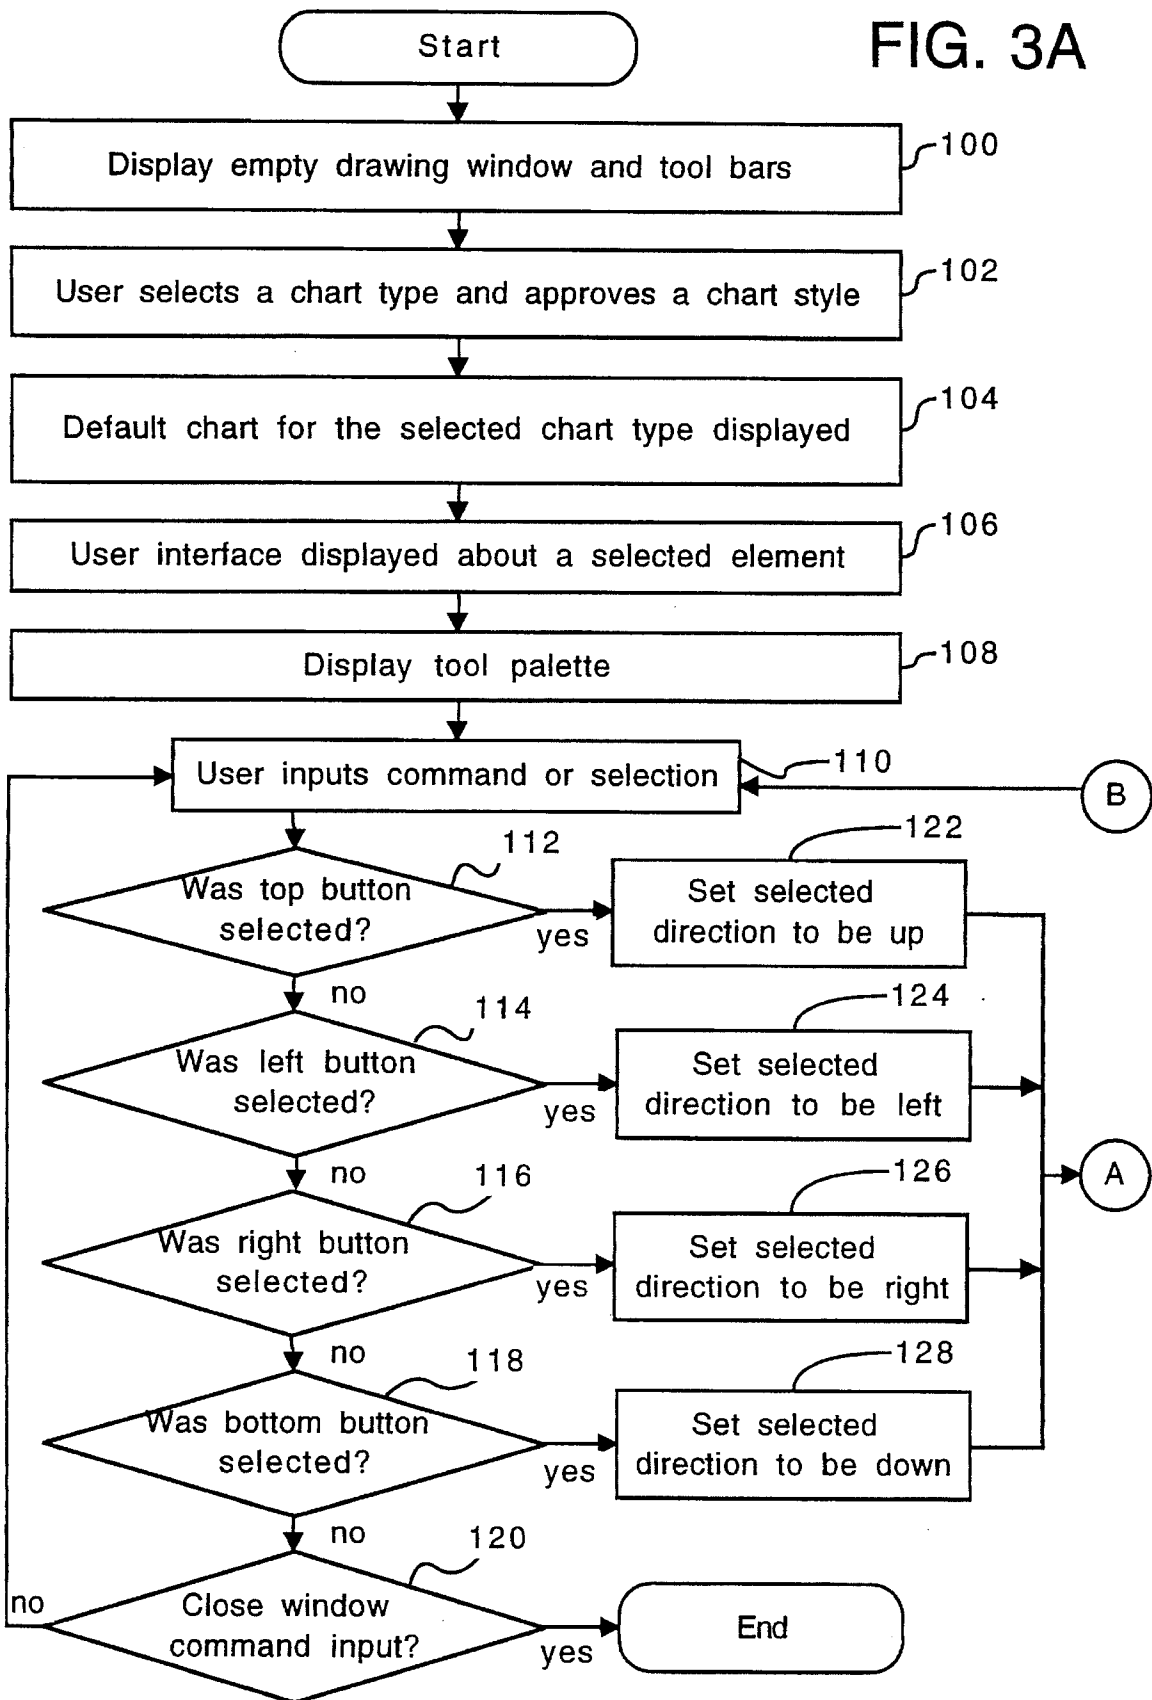 FIG. 3A
Start
Display empty drawing window and tool bars
100
User selects a chart type and approves a chart style
102
Default chart for the selected chart type displayed
104
User interface displayed about a selected element
106
Display tool palette
108
User inputs command or selection
110
B
Was top button
selected?
112
yes
Set selected
direction to be up
122
no
Was left button
selected?
114
yes
Set selected
direction to be left
124
A
no
Was right button
selected?
116
yes
Set selected
direction to be right
126
no
Was bottom button
selected?
118
yes
Set selected
direction to be down
128
no
Close window
command input?
120
no
yes
End